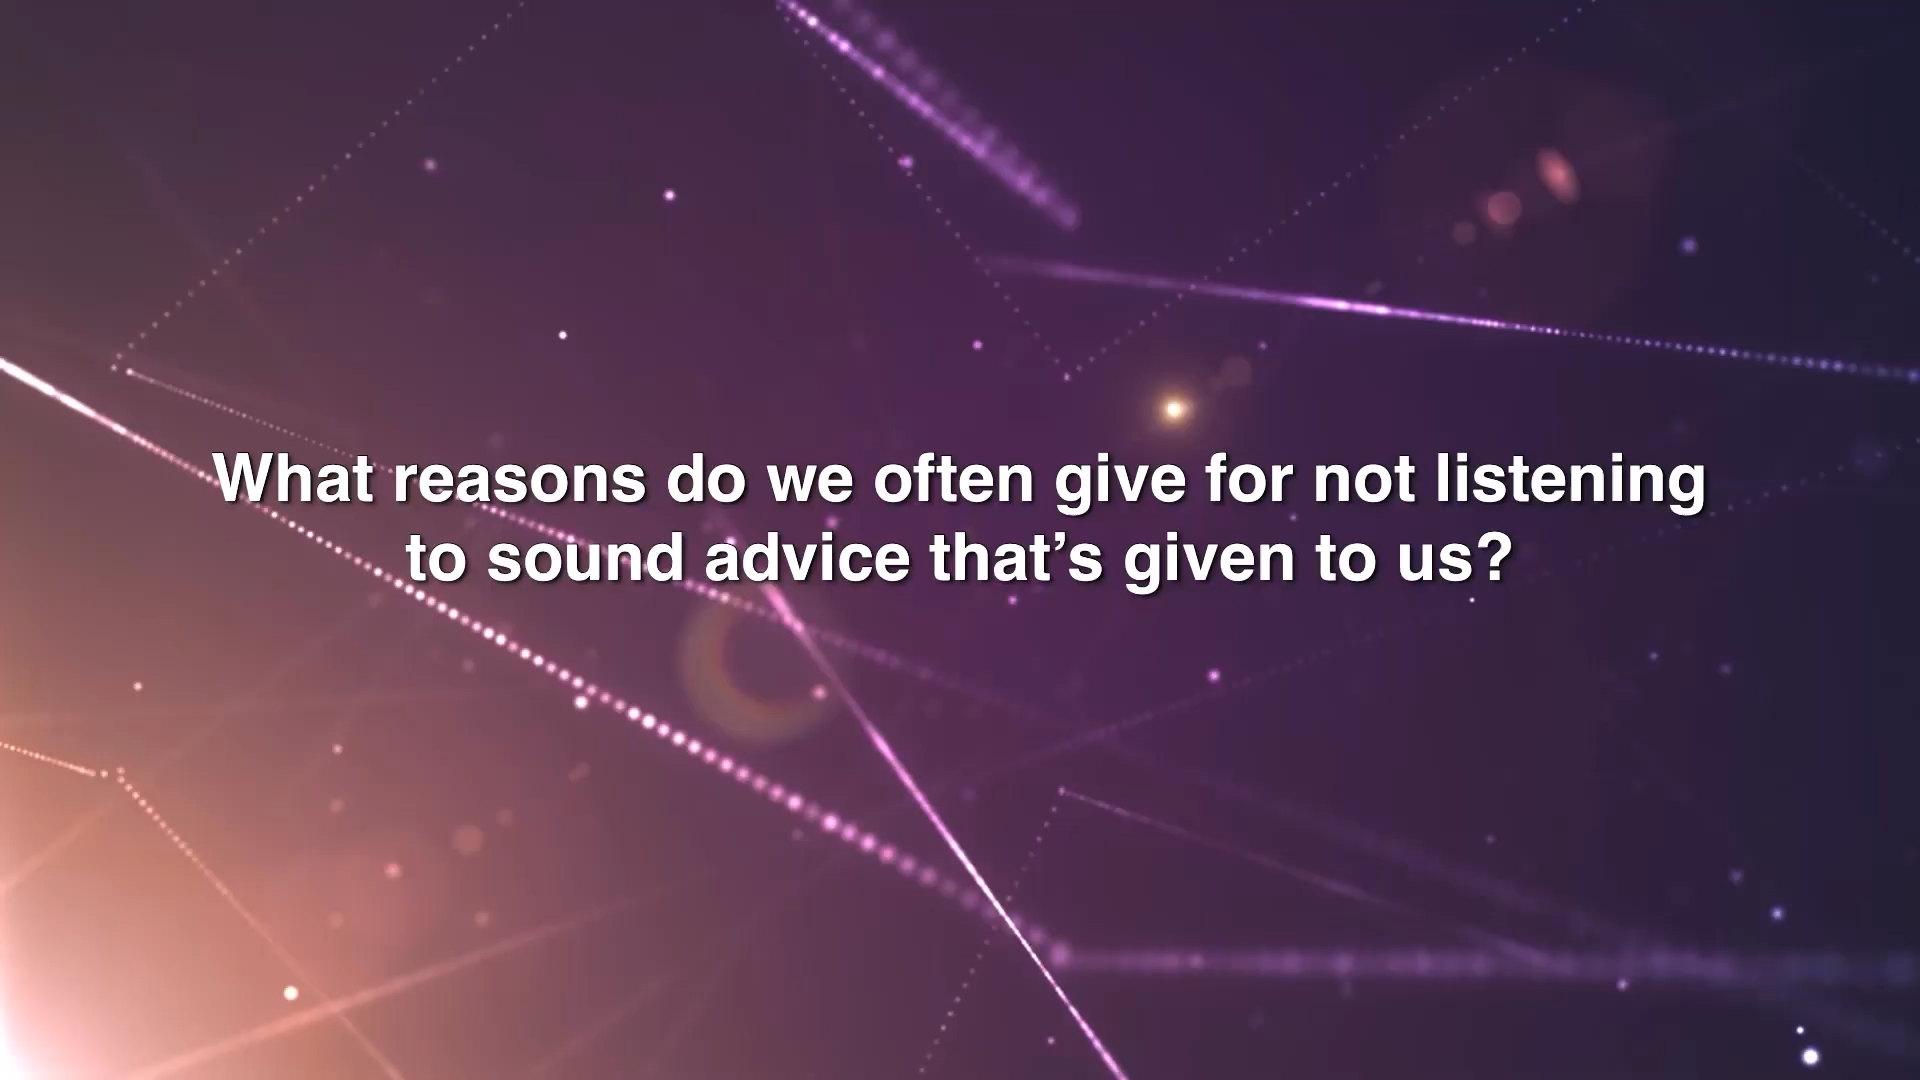 What reasons do we often give for not listening
to sound advice that’s given to us?